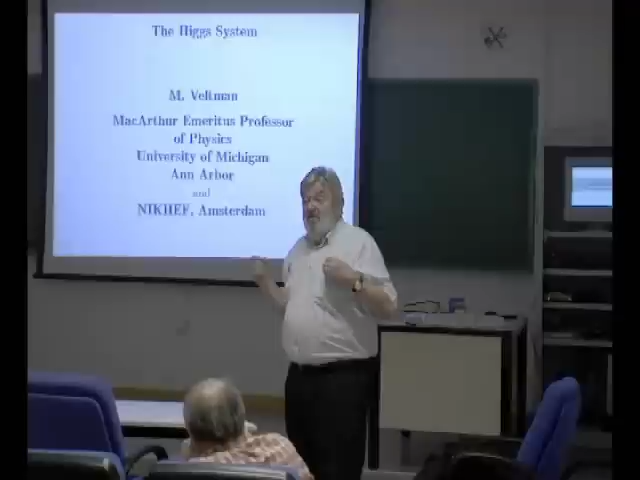 The Higgs System
M. Veltman
MacArthur Emeritus Professor
of Physics
University of Michigan
Ann Arbor
and
NIKHEF, Amsterdam